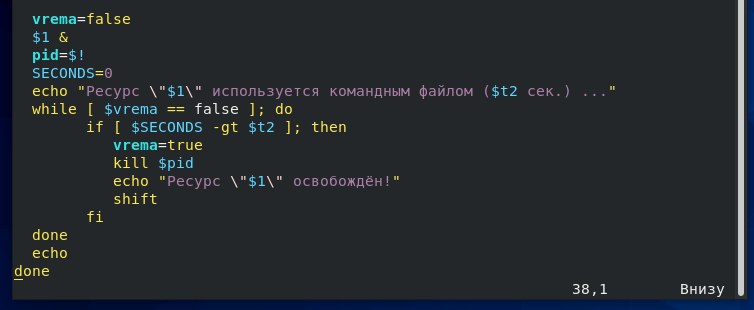 vrema=false
$1 &
pid=$!
SECONDS=0
echo "Ресурс \"$1\" используется командным файлом ($t2 сек.) ..."
while [ $vrema == false ]; do
if [ $SECONDS -gt $t2 ]; then
vrema=true
kill $pid
echo "Ресурс \"$1\" освобождён!"
shift
fi
done
echo
done
38,1 Внизу